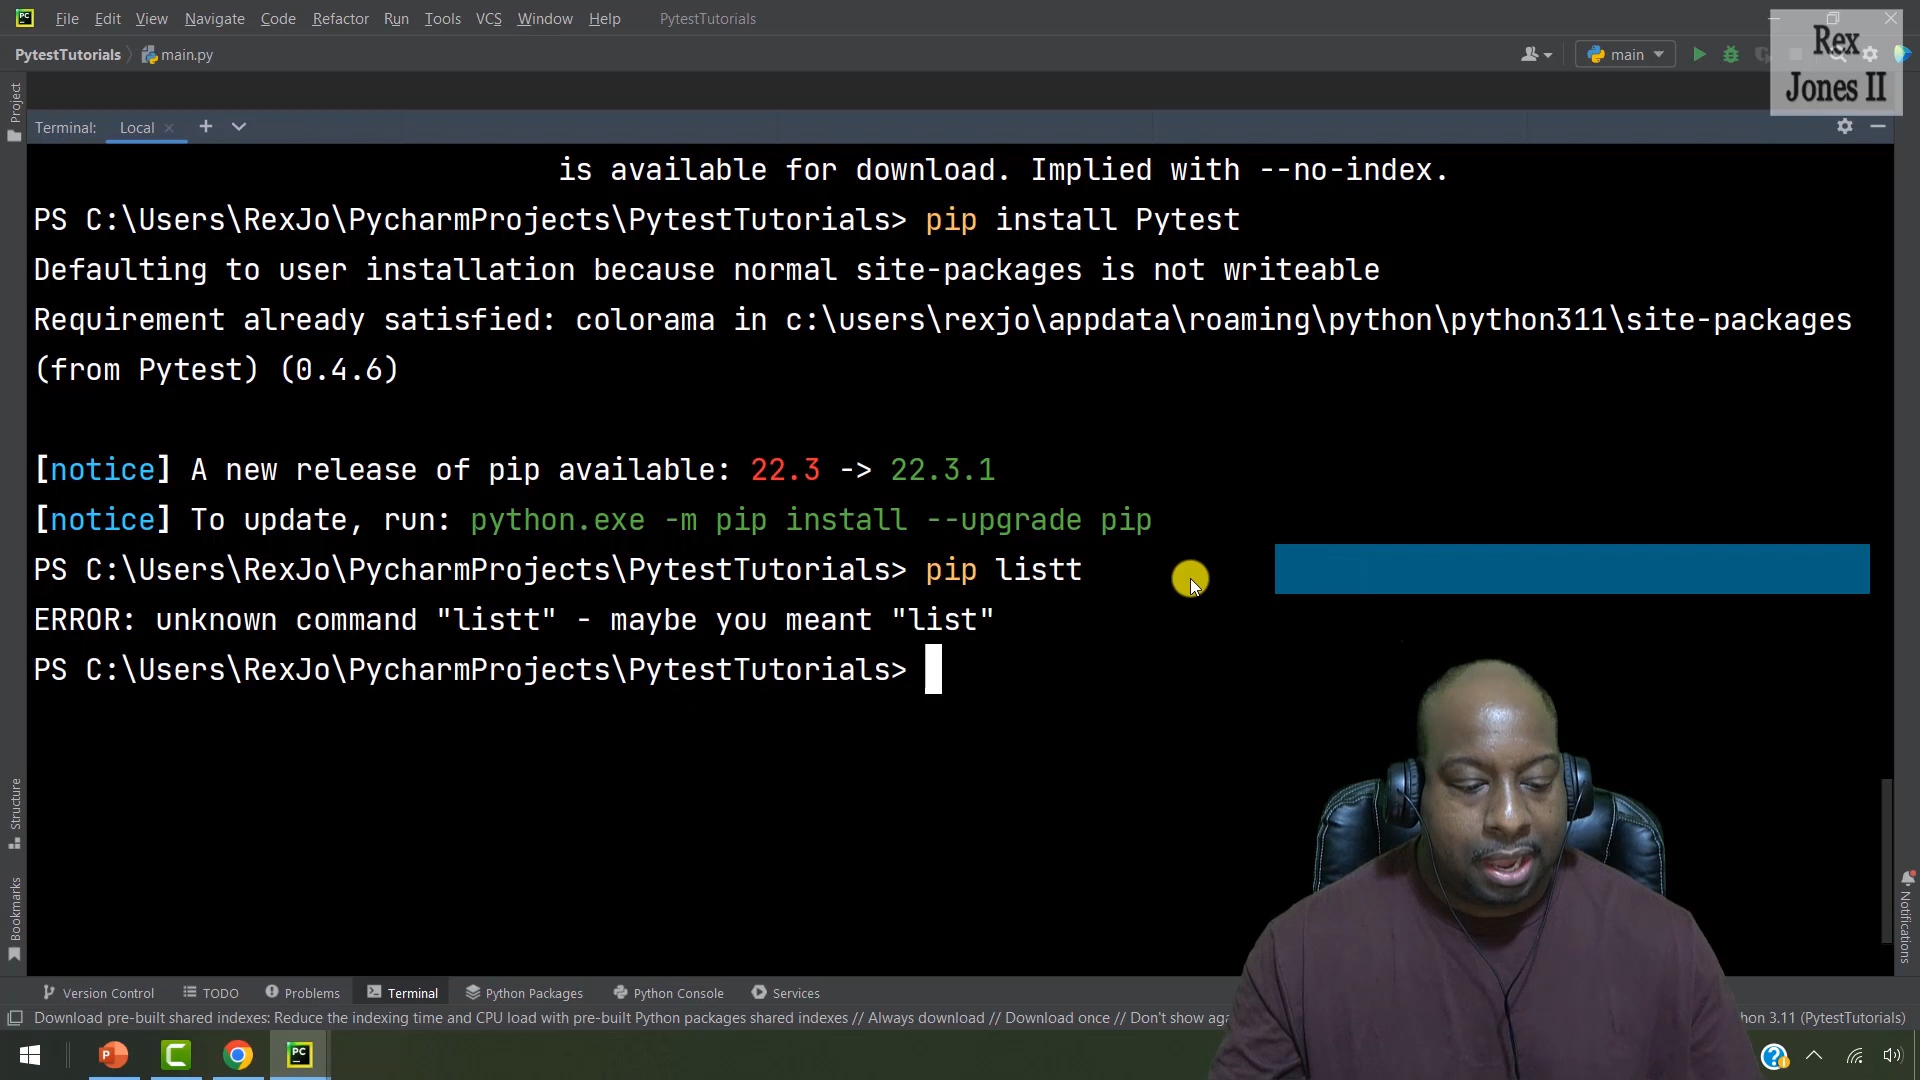 File Edit View Navigate Code Refactor Run Tools VCS Window Help PytestTutorials
PytestTutorials main.py main
Rex
Jones II
Project
Terminal: Local
is available for download. Implied with --no-index.
PS C:\Users\RexJo\PycharmProjects\PytestTutorials> pip install Pytest
Defaulting to user installation because normal site-packages is not writeable
Requirement already satisfied: colorama in c:\users\rexjo\appdata\roaming\python\python311\site-packages
(from Pytest) (0.4.6)
[notice] A new release of pip available: 22.3 -> 22.3.1
[notice] To update, run: python.exe -m pip install --upgrade pip
PS C:\Users\RexJo\PycharmProjects\PytestTutorials> pip listt
ERROR: unknown command "listt" - maybe you meant "list"
PS C:\Users\RexJo\PycharmProjects\PytestTutorials>
Structure
Bookmarks
Notifications
Version Control TODO Problems Terminal Python Packages Python Console Services
Download pre-built shared indexes: Reduce the indexing time and CPU load with pre-built Python packages shared indexes // Always download // Download once // Don't show aga hon 3.11 (PytestTutorials)